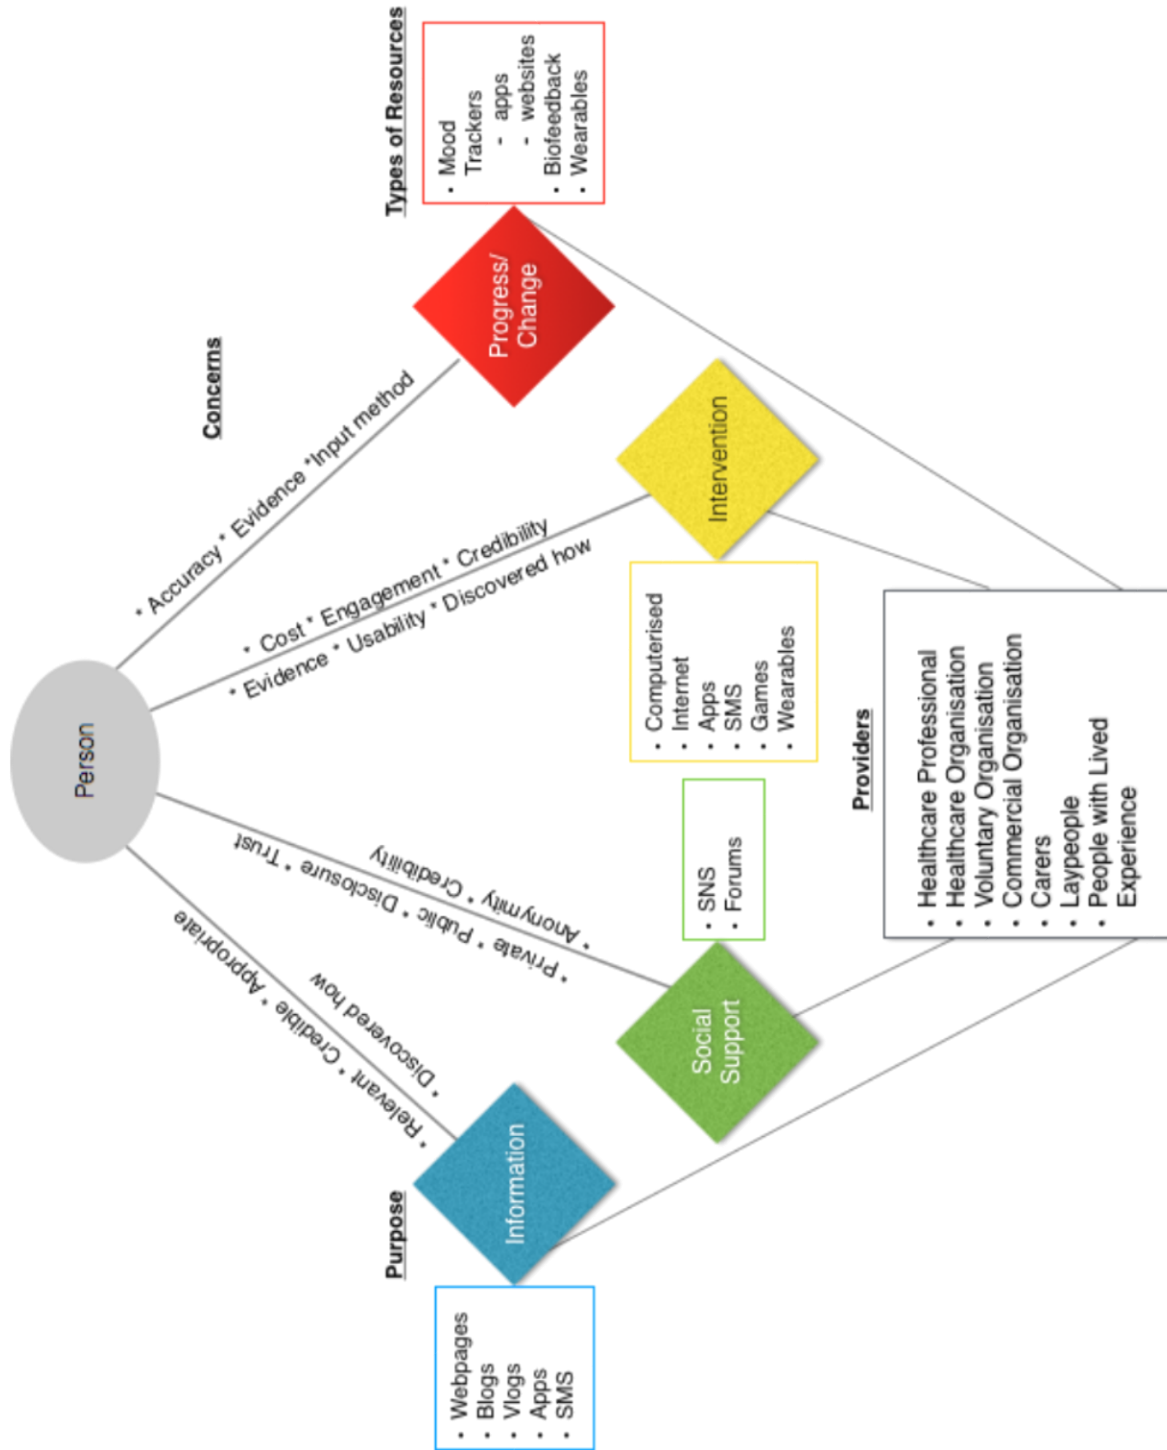 Person
Concerns
* Relevant * Credible * Appropriate
* Discovered how
* Private * Public * Disclosure * Trust
* Anonymity * Credibility
* Cost * Engagement * Credibility
* Evidence * Usability * Discovered how
* Accuracy * Evidence *Input method
Purpose
Types of Resources
• Webpages
• Blogs
• Vlogs
• Apps
• SMS
Information
Social
Support
• SNS
• Forums
• Computerised
• Internet
• Apps
• SMS
• Games
• Wearables
Intervention
Progress/
Change
• Mood
Trackers
- apps
- websites
• Biofeedback
• Wearables
Providers
• Healthcare Professional
• Healthcare Organisation
• Voluntary Organisation
• Commercial Organisation
• Carers
• Laypeople
• People with Lived
Experience